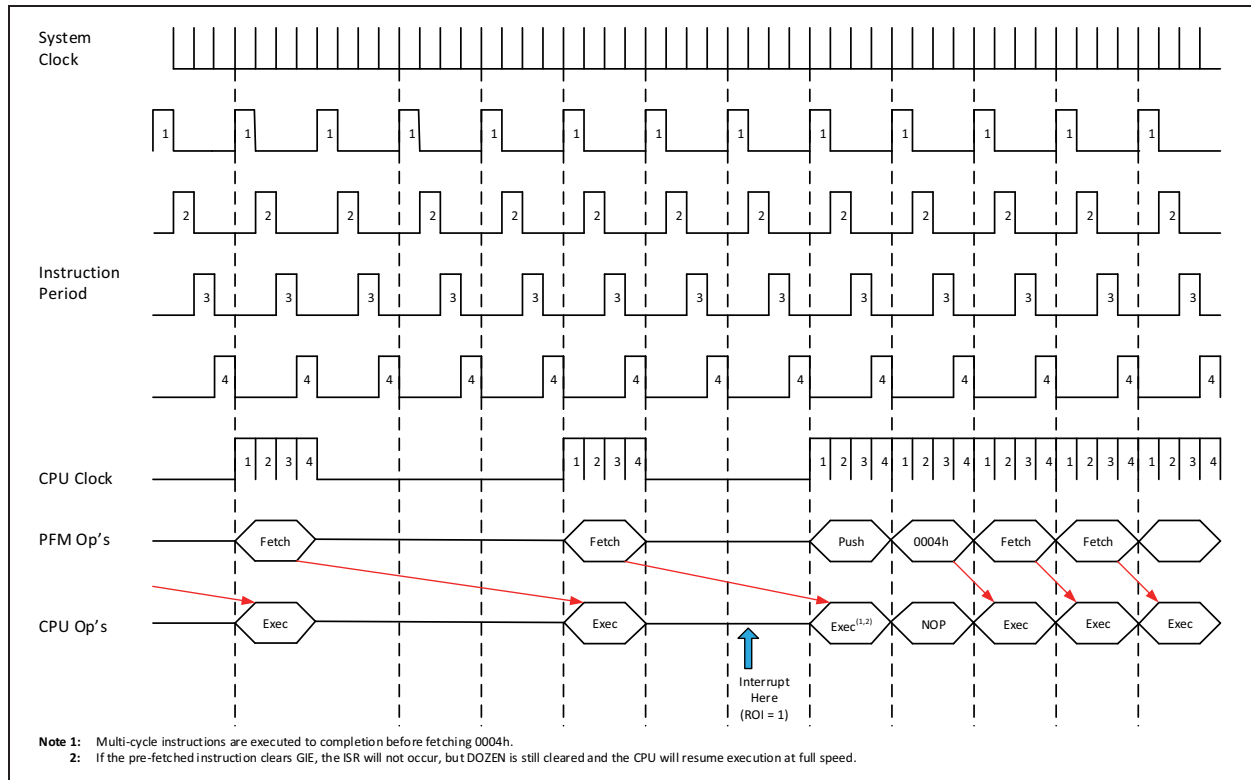 System
Clock
1 1 1 1 1 1 1 1 1 1 1 1 1
2 2 2 2 2 2 2 2 2 2 2 2 2
Instruction
Period
3 3 3 3 3 3 3 3 3 3 3 3 3
4 4 4 4 4 4 4 4 4 4 4 4 4
CPU Clock 1 2 3 4 1 2 3 4 1 2 3 4 1 2 3 4 1 2 3 4 1 2 3 4 1 2 3 4
PFM Op's Fetch Fetch Push 0004h Fetch Fetch
CPU Op's Exec Exec Exec(1,2) NOP Exec Exec Exec
Interrupt
Here
(ROI = 1)
Note 1: Multi-cycle instructions are executed to completion before fetching 0004h.
2: If the pre-fetched instruction clears GIE, the ISR will not occur, but DOZEN is still cleared and the CPU will resume execution at full speed.